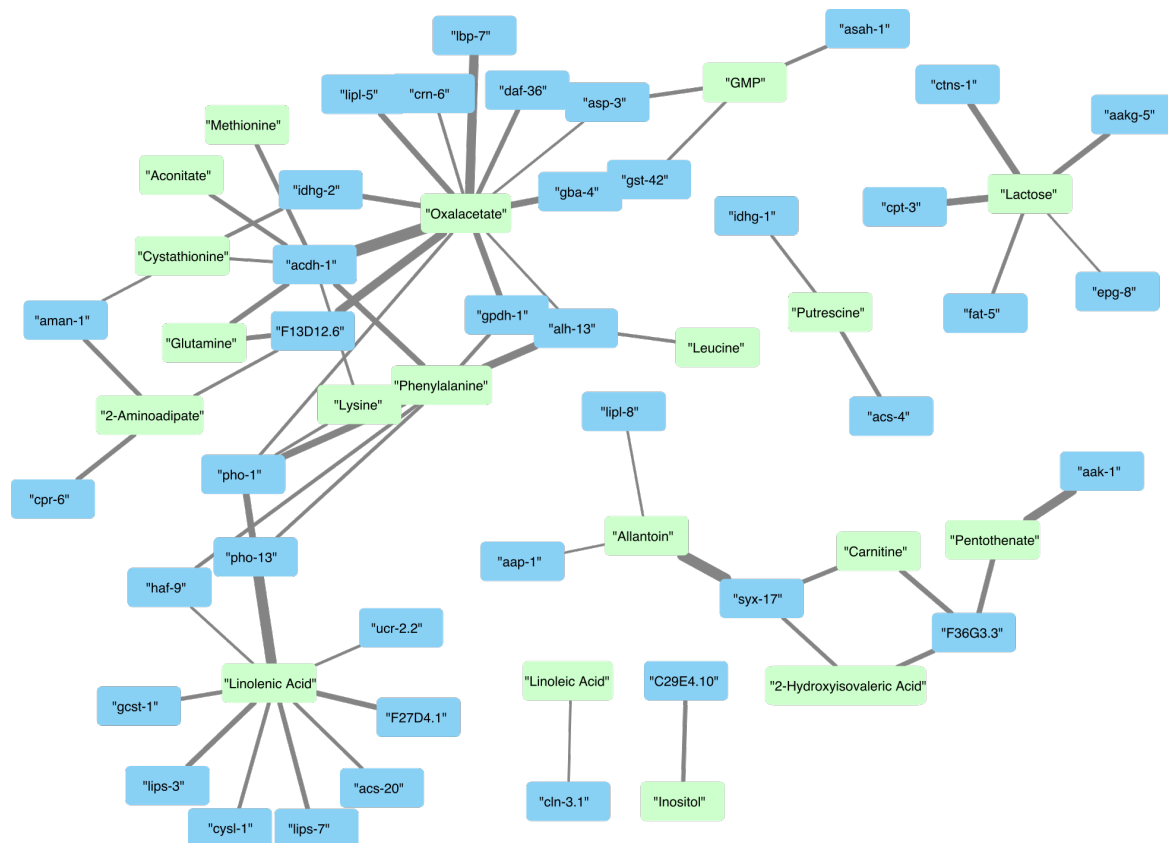 "asah-1"
"lbp-7"
"GMP"
"ctns-1"
"lipl-5"
"crn-6"
"daf-36"
"asp-3"
"aakg-5"
"Methionine"
"Aconitate"
"idhg-2"
"gba-4"
"gst-42"
"Lactose"
"cpt-3"
"Oxalacetate"
"idhg-1"
"Cystathionine"
"acdh-1"
"epg-8"
"aman-1"
"F13D12.6"
"gpdh-1"
"alh-13"
"Putrescine"
"fat-5"
"Glutamine"
"Leucine"
"Phenylalanine"
"Lysine"
"2-Aminoadipate"
"lipl-8"
"acs-4"
"pho-1"
"aak-1"
"cpr-6"
"Allantoin"
"Carnitine"
"Pentothenate"
"pho-13"
"aap-1"
"haf-9"
"syx-17"
"ucr-2.2"
"F36G3.3"
"Linolenic Acid"
"Linoleic Acid"
"C29E4.10"
"2-Hydroxyisovaleric Acid"
"gcst-1"
"F27D4.1"
"lips-3"
"acs-20"
"cln-3.1"
"Inositol"
"cysl-1"
"lips-7"